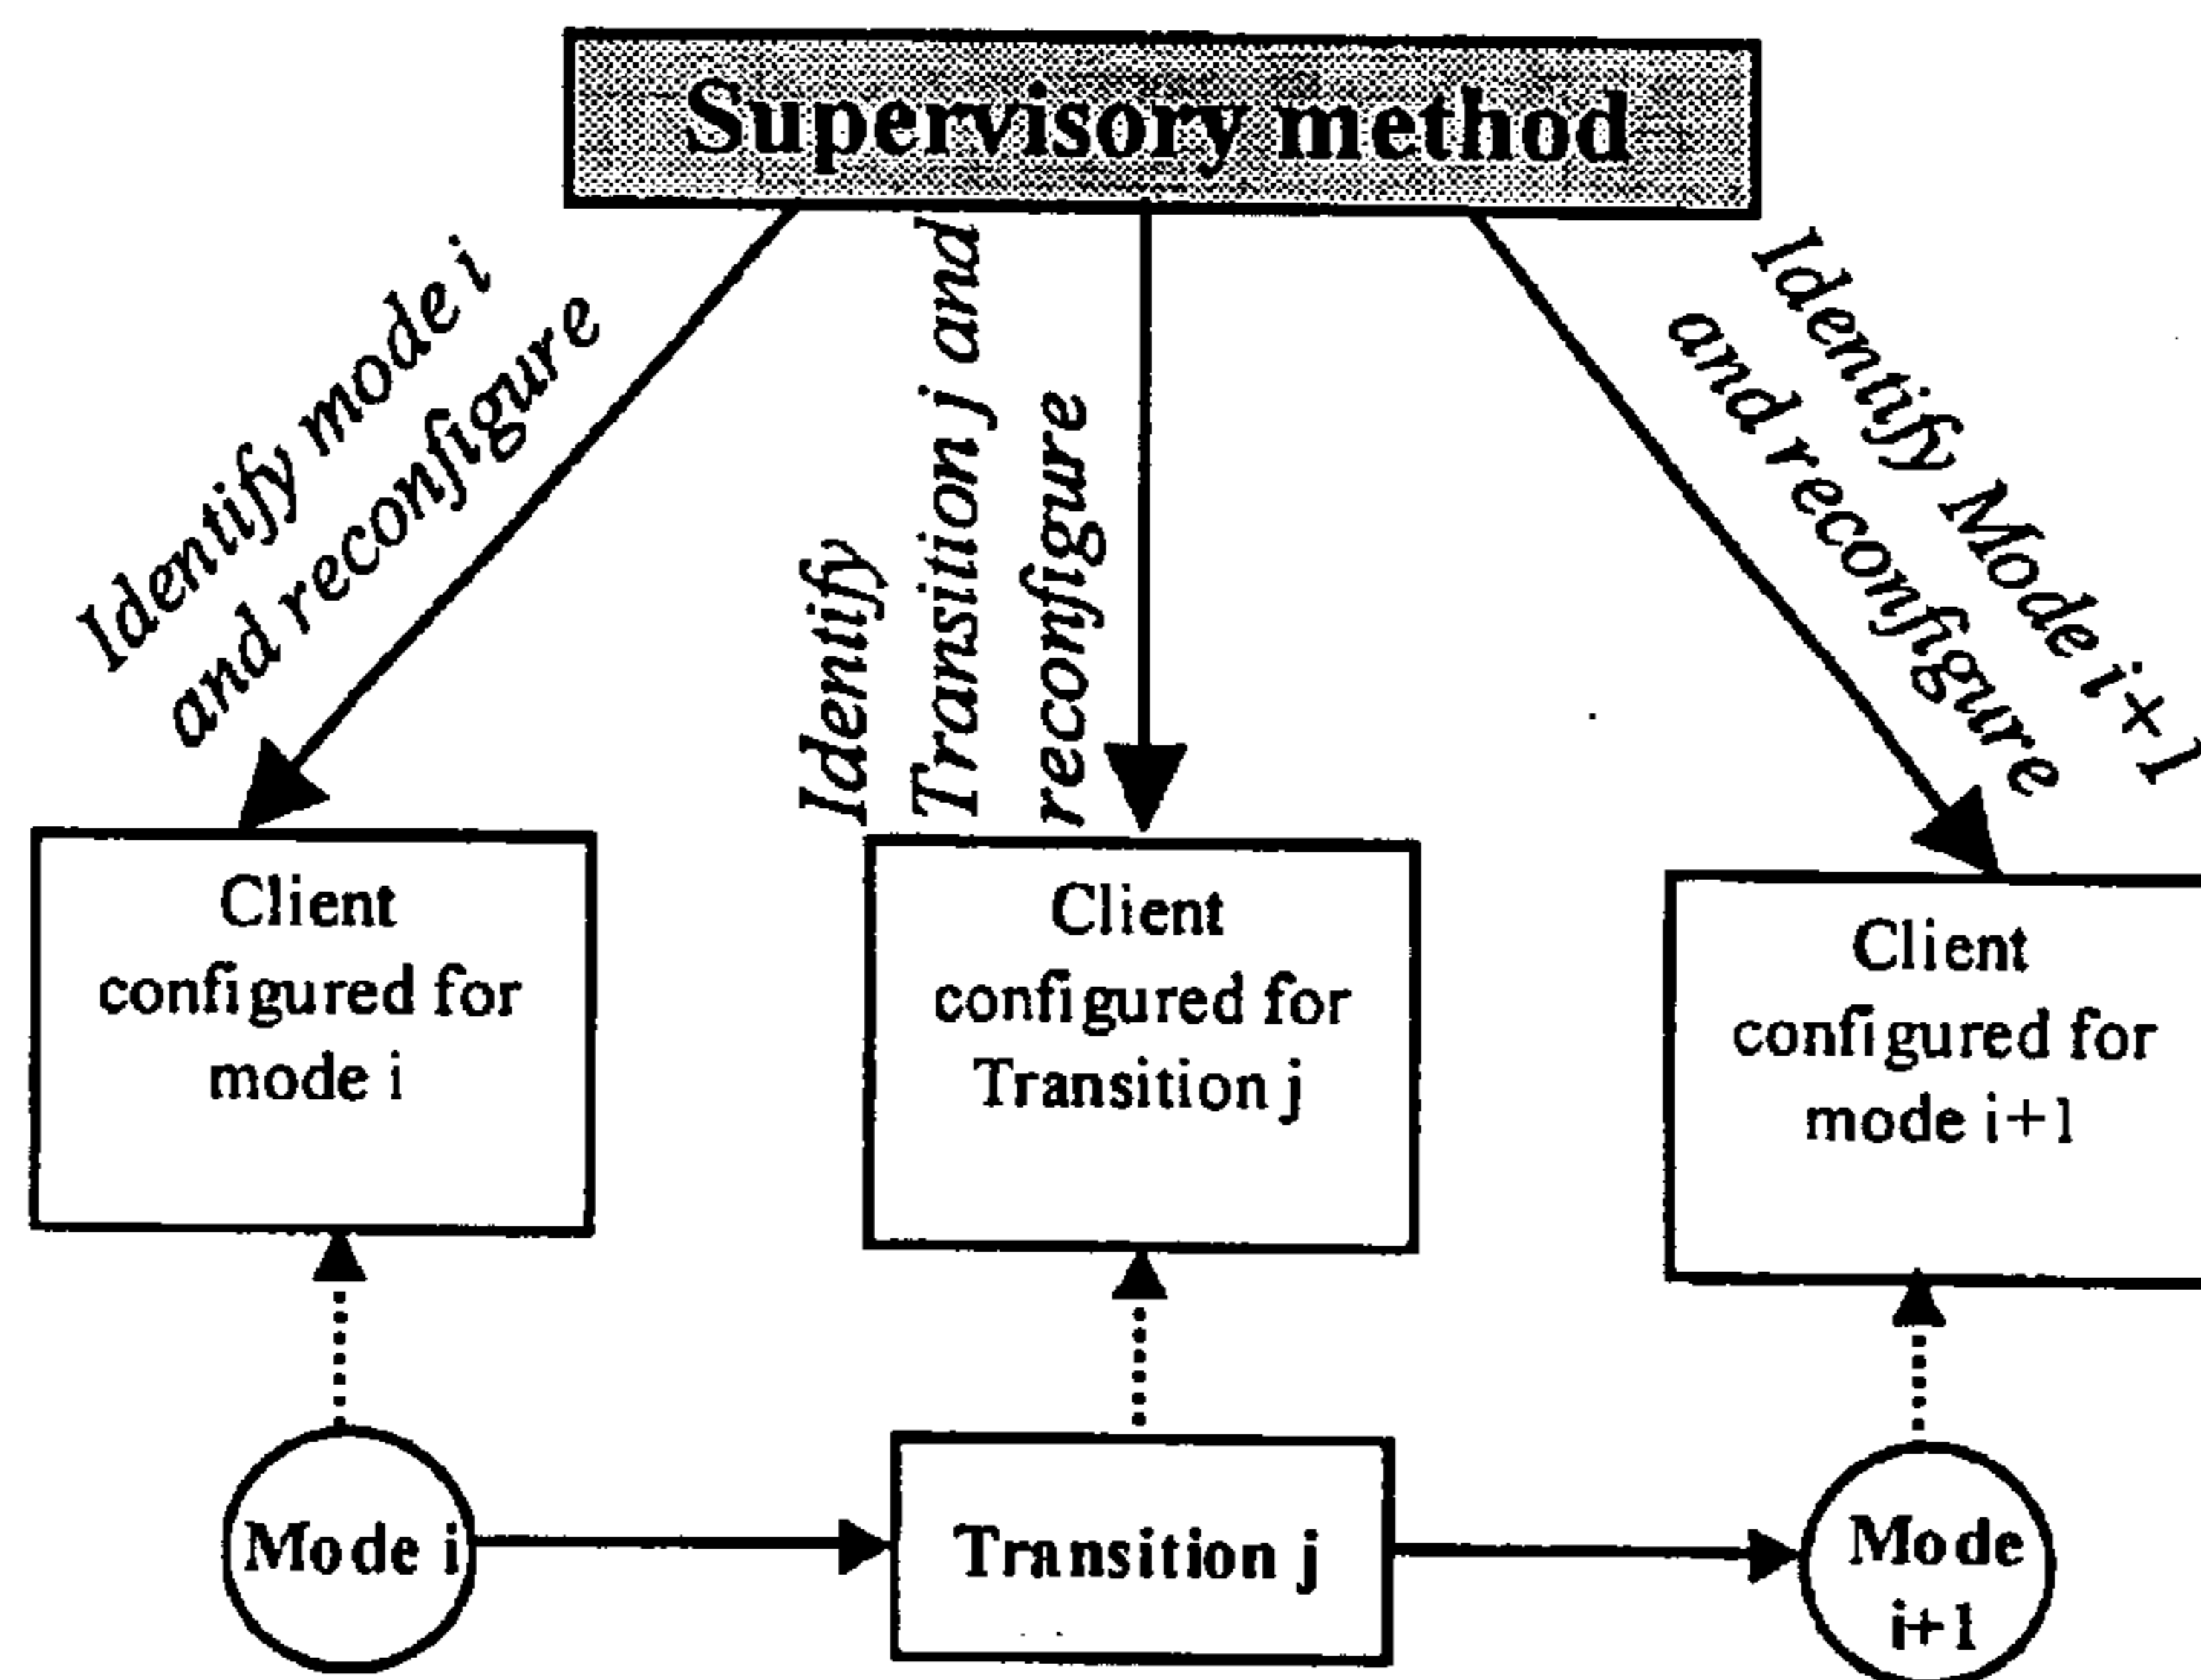 Supervisory method
Identify mode i
and reconfigure
Identify
Transition j and
reconfigure
Identify Mode i+1
and reconfigure
Client
configured for
mode i
Client
configured for
Transition j
Client
configured for
mode i+1
Mode i
Transition j
Mode
i+1